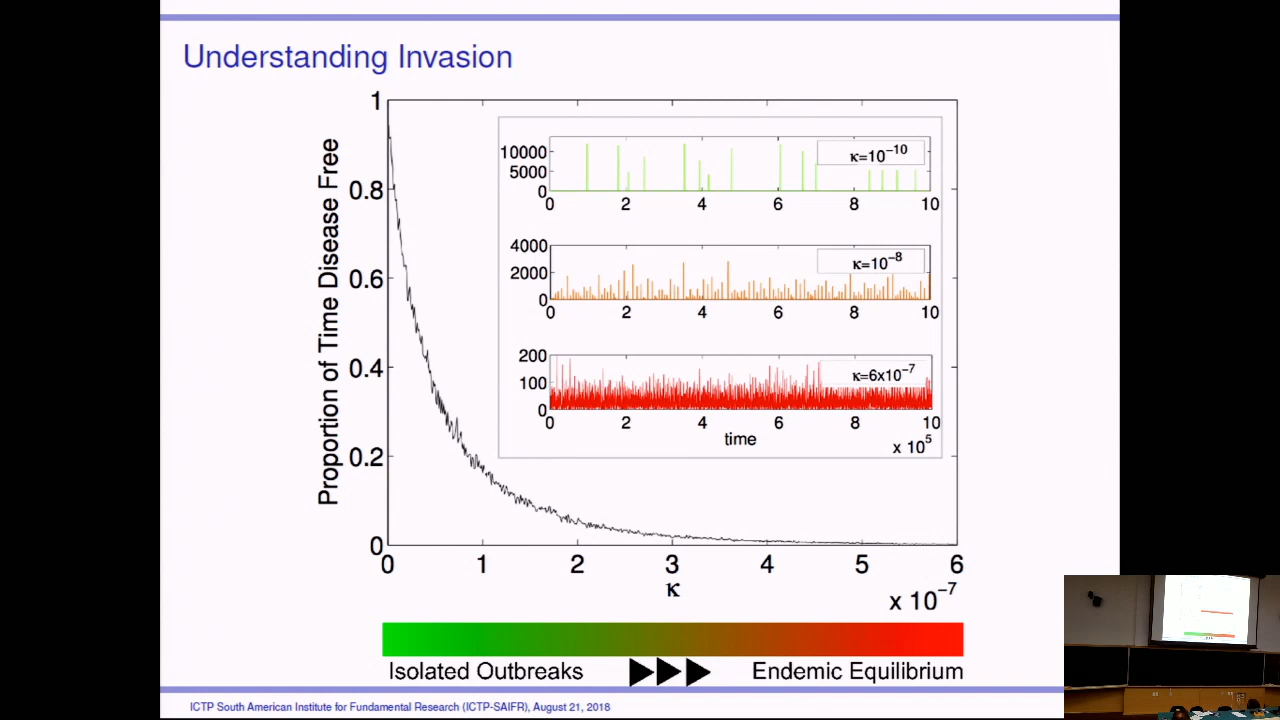 Understanding Invasion
Proportion of Time Disease Free
1
0.8
0.6
0.4
0.2
0
0 1 2 3 4 5 6
κ
x 10⁻⁷
10000
5000
0
κ=10⁻¹⁰
0 2 4 6 8 10
4000
2000
0
κ=10⁻⁸
0 2 4 6 8 10
200
100
0
κ=6x10⁻⁷
0 2 4 6 8 10
time
x 10⁵
Isolated Outbreaks
Endemic Equilibrium
ICTP South American Institute for Fundamental Research (ICTP-SAIFR), August 21, 2018